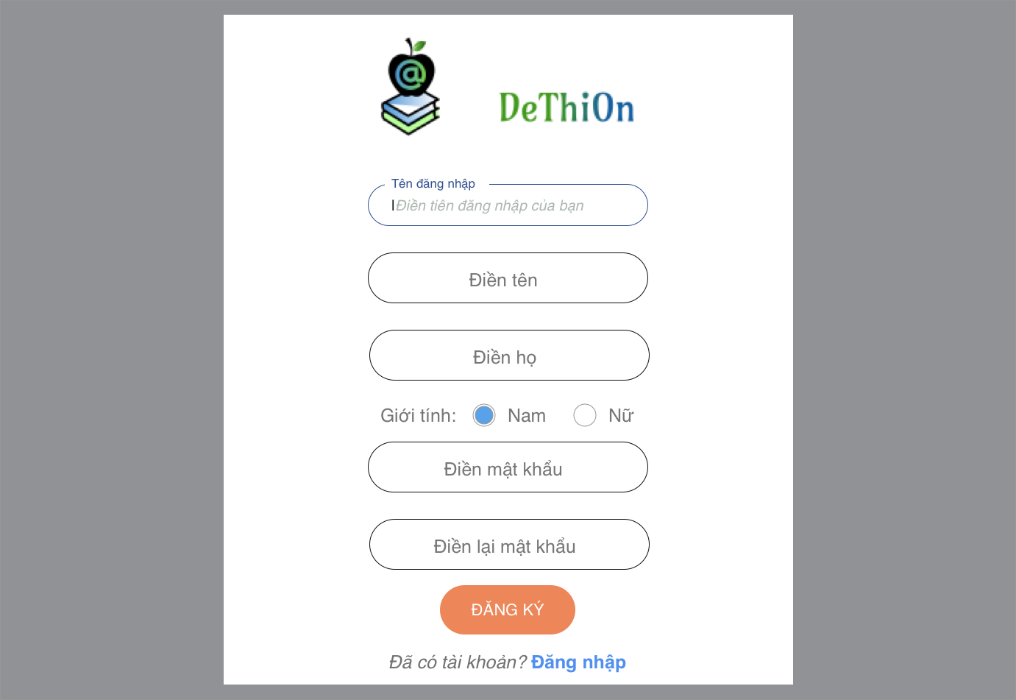 @
DeThiOn
Tên đăng nhập
Điền tiên đăng nhập của bạn
Điền tên
Điền họ
Giới tính: Nam Nữ
Điền mật khẩu
Điền lại mật khẩu
ĐĂNG KÝ
Đã có tài khoản? Đăng nhập